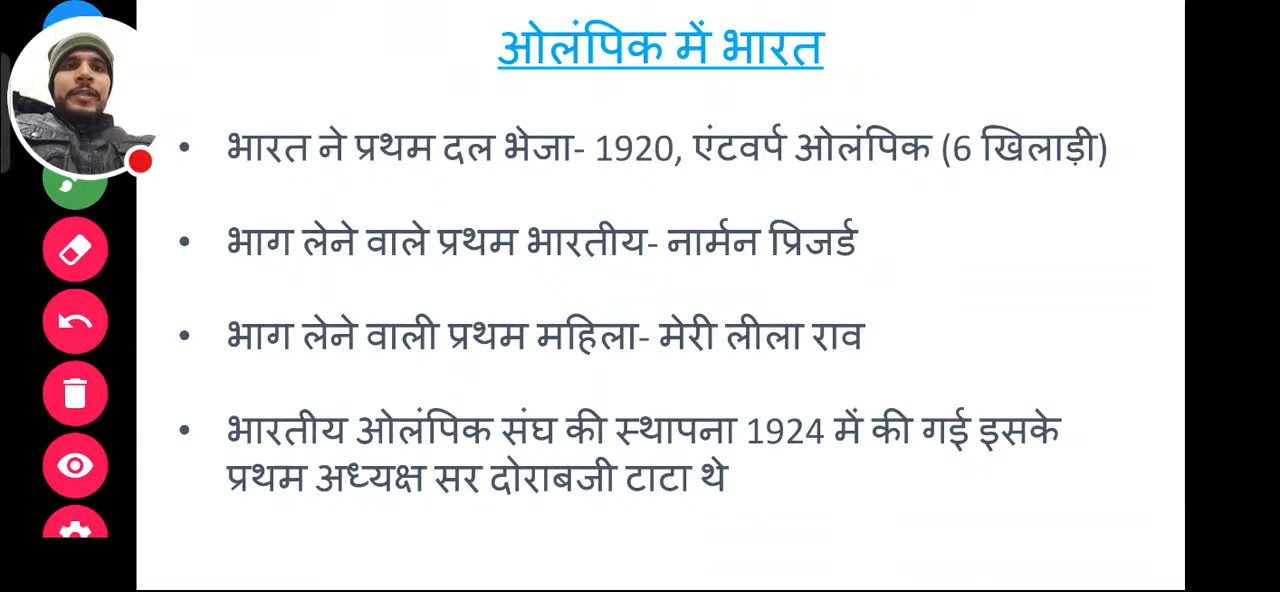 ओलंपिक में भारत
• भारत ने प्रथम दल भेजा- 1920, एंटवर्प ओलंपिक (6 खिलाड़ी)
• भाग लेने वाले प्रथम भारतीय- नार्मन प्रिजर्ड
• भाग लेने वाली प्रथम महिला- मेरी लीला राव
• भारतीय ओलंपिक संघ की स्थापना 1924 में की गई इसके
प्रथम अध्यक्ष सर दोराबजी टाटा थे